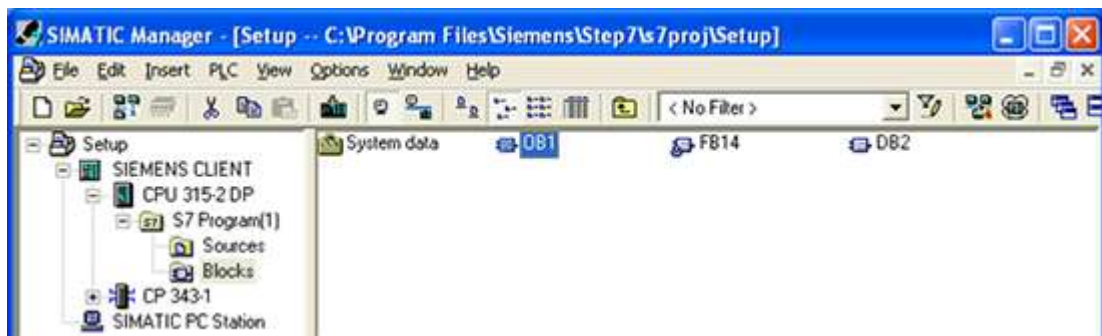 SIMATIC Manager - [Setup -- C:\Program Files\Siemens\Step7\s7proj\Setup]
File Edit Insert PLC View Options Window Help
< No Filter >
Setup
SIEMENS CLIENT
CPU 315-2 DP
S7 Program(1)
Sources
Blocks
CP 343-1
SIMATIC PC Station
System data OB1 FB14 DB2